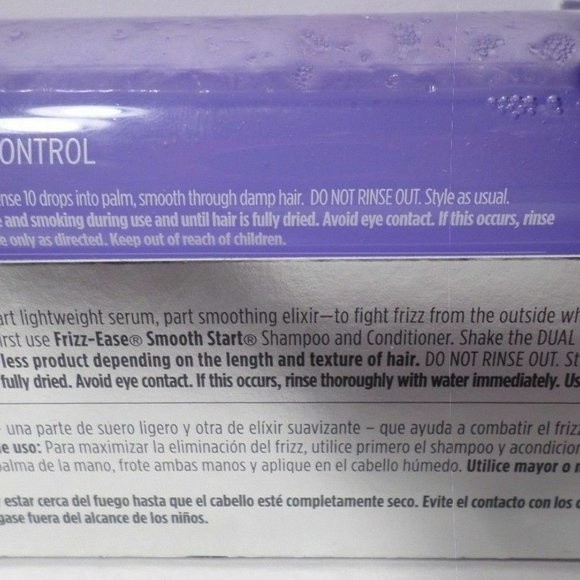 ONTROL
nse 10 drops into palm, smooth through damp hair. DO NOT RINSE OUT. Style as usual.
e and smoking during use and until hair is fully dried. Avoid eye contact. If this occurs, rinse
e only as directed. Keep out of reach of children.
art lightweight serum, part smoothing elixir—to fight frizz from the outside wh
irst use Frizz-Ease® Smooth Start® Shampoo and Conditioner. Shake the DUAL
less product depending on the length and texture of hair. DO NOT RINSE OUT. St
fully dried. Avoid eye contact. If this occurs, rinse thoroughly with water immediately. Us
- una parte de suero ligero y otra de elíxir suavizante – que ayuda a combatir el friz
e uso: Para maximizar la eliminación del frizz, utilice primero el shampoo y acondicion
palma de la mano, frote ambas manos y aplique en el cabello húmedo. Utilice mayor o
estar cerca del fuego hasta que el cabello esté completamente seco. Evite el contacto con los
gase fuera del alcance de los niños.